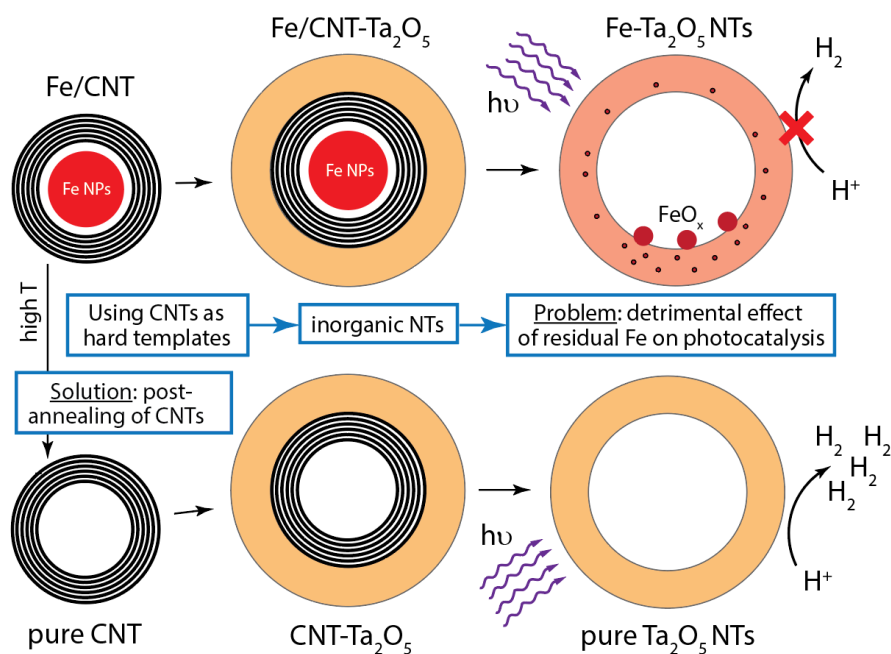 Fe/CNT
Fe NPs
Fe/CNT-Ta₂O₅
Fe NPs
Fe-Ta₂O₅ NTs
hυ
H₂
H⁺
FeOₓ
high T
Using CNTs as
hard templates
inorganic NTs
Problem: detrimental effect
of residual Fe on photocatalysis
Solution: post-
annealing of CNTs
pure CNT
CNT-Ta₂O₅
hυ
pure Ta₂O₅ NTs
H₂
H₂
H₂
H₂
H⁺